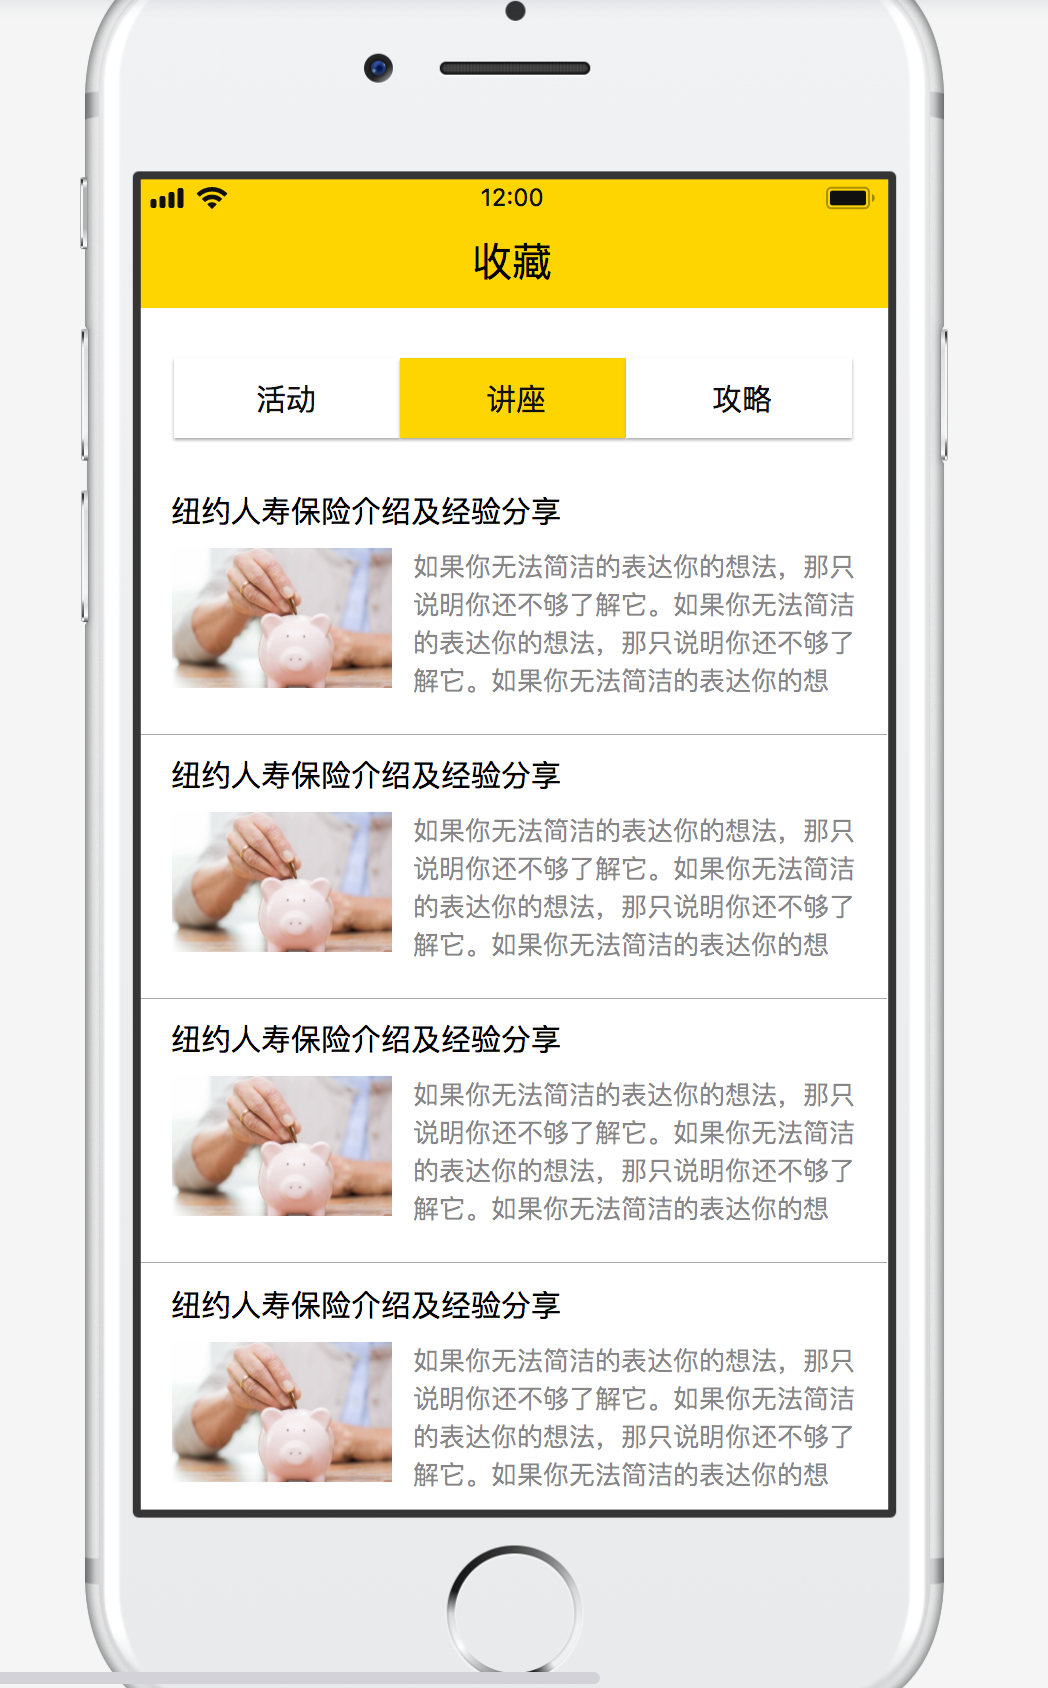 12:00
收藏
活动
讲座
攻略
纽约人寿保险介绍及经验分享
如果你无法简洁的表达你的想法，那只
说明你还不够了解它。如果你无法简洁
的表达你的想法，那只说明你还不够了
解它。如果你无法简洁的表达你的想
纽约人寿保险介绍及经验分享
如果你无法简洁的表达你的想法，那只
说明你还不够了解它。如果你无法简洁
的表达你的想法，那只说明你还不够了
解它。如果你无法简洁的表达你的想
纽约人寿保险介绍及经验分享
如果你无法简洁的表达你的想法，那只
说明你还不够了解它。如果你无法简洁
的表达你的想法，那只说明你还不够了
解它。如果你无法简洁的表达你的想
纽约人寿保险介绍及经验分享
如果你无法简洁的表达你的想法，那只
说明你还不够了解它。如果你无法简洁
的表达你的想法，那只说明你还不够了
解它。如果你无法简洁的表达你的想